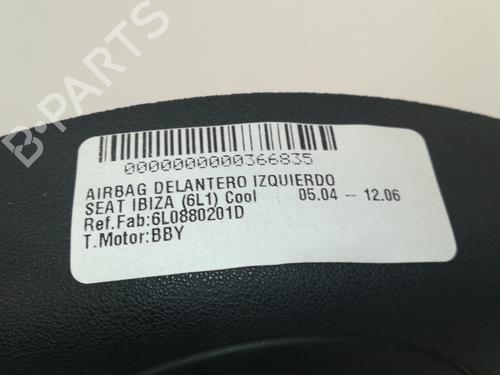 B-PARTS
0000000000366835
AIRBAG DELANTERO IZQUIERDO
SEAT IBIZA (6L1) Cool 05.04 - 12.06
Ref.Fab:6L0880201D
T.Motor:BBY